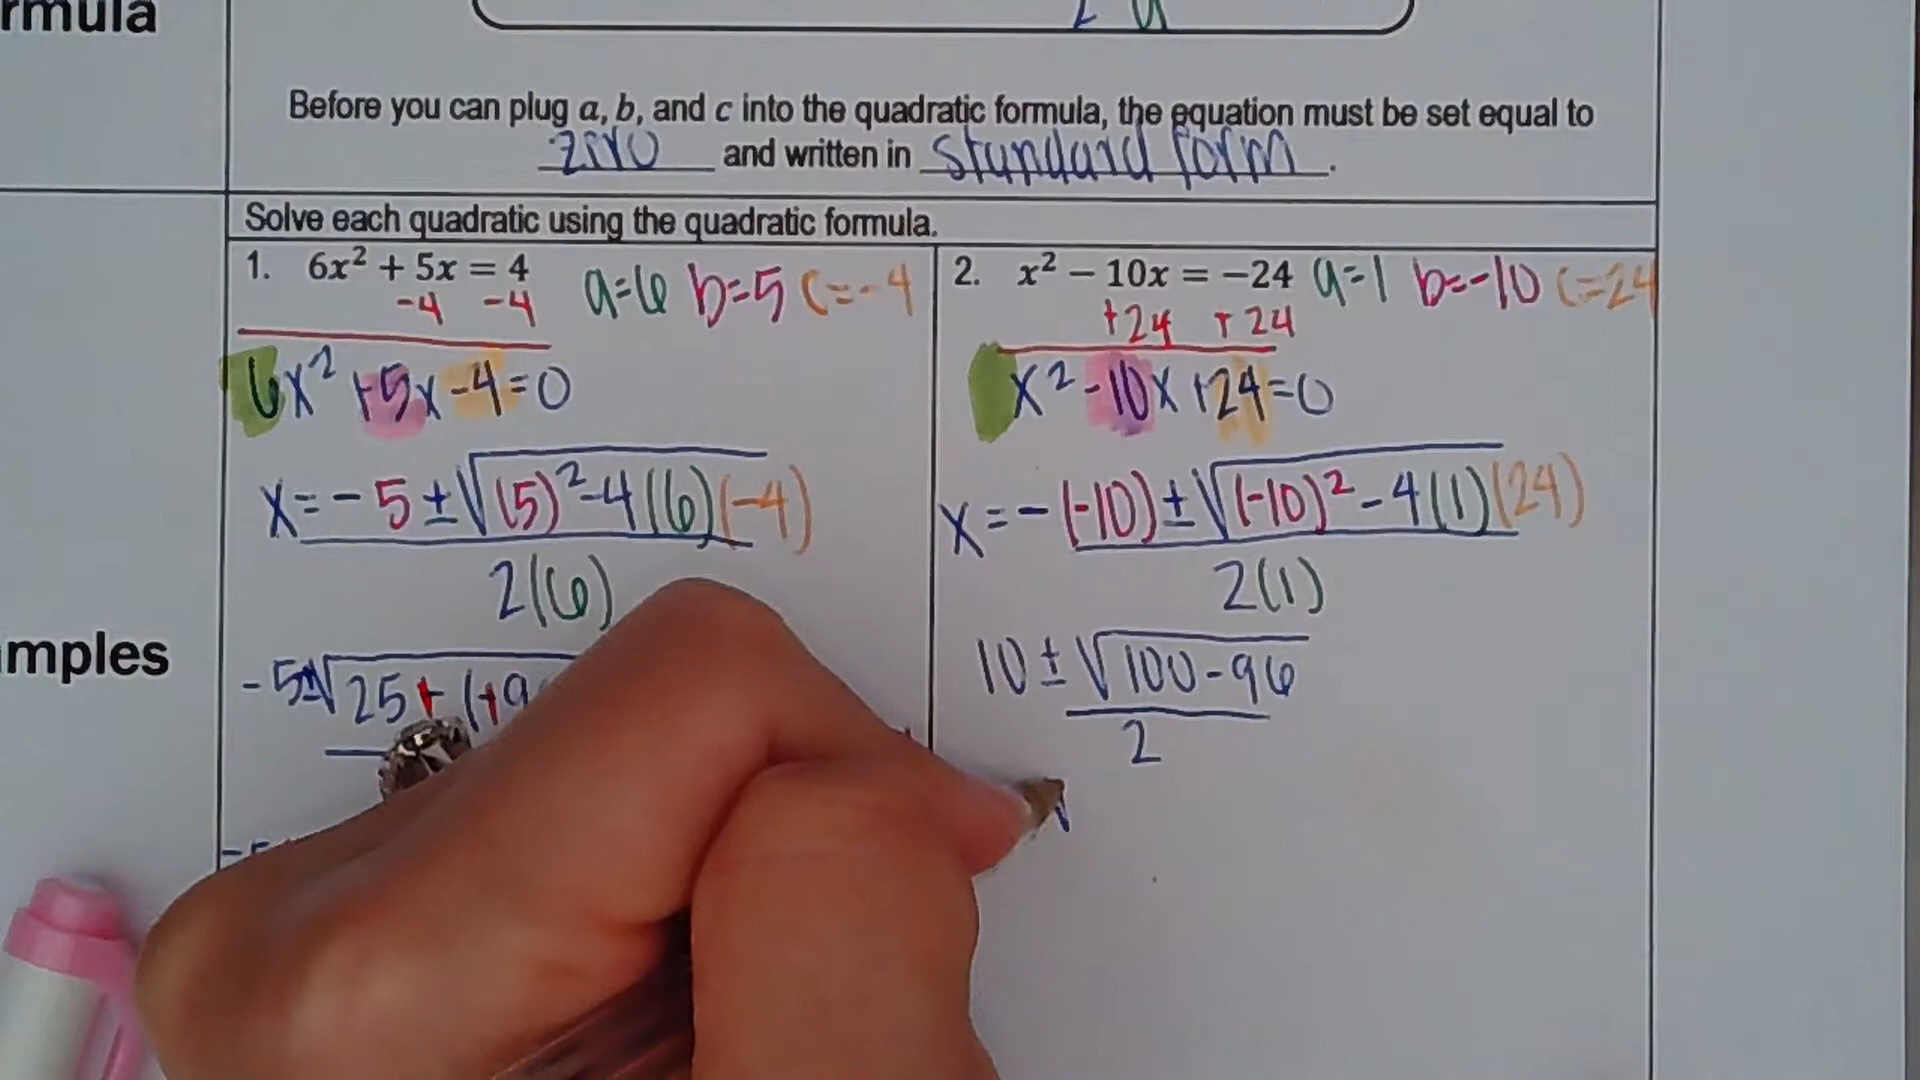 rmula
2 a
Before you can plug a, b, and c into the quadratic formula, the equation must be set equal to
zero and written in standard form.
Solve each quadratic using the quadratic formula.
1. 6x² + 5x = 4 a=6 b=5 c=-4
-4 -4
6x² +5x-4=0
x=-5±√(5)²-4(6)(-4)
2(6)
-5±√25+(+9
2. x² – 10x = –24 a=1 b=-10 c=24
+24 +24
x²-10x+24=0
x=-(-10)±√(-10)²-4(1)(24)
2(1)
10±√100-96
2
mples